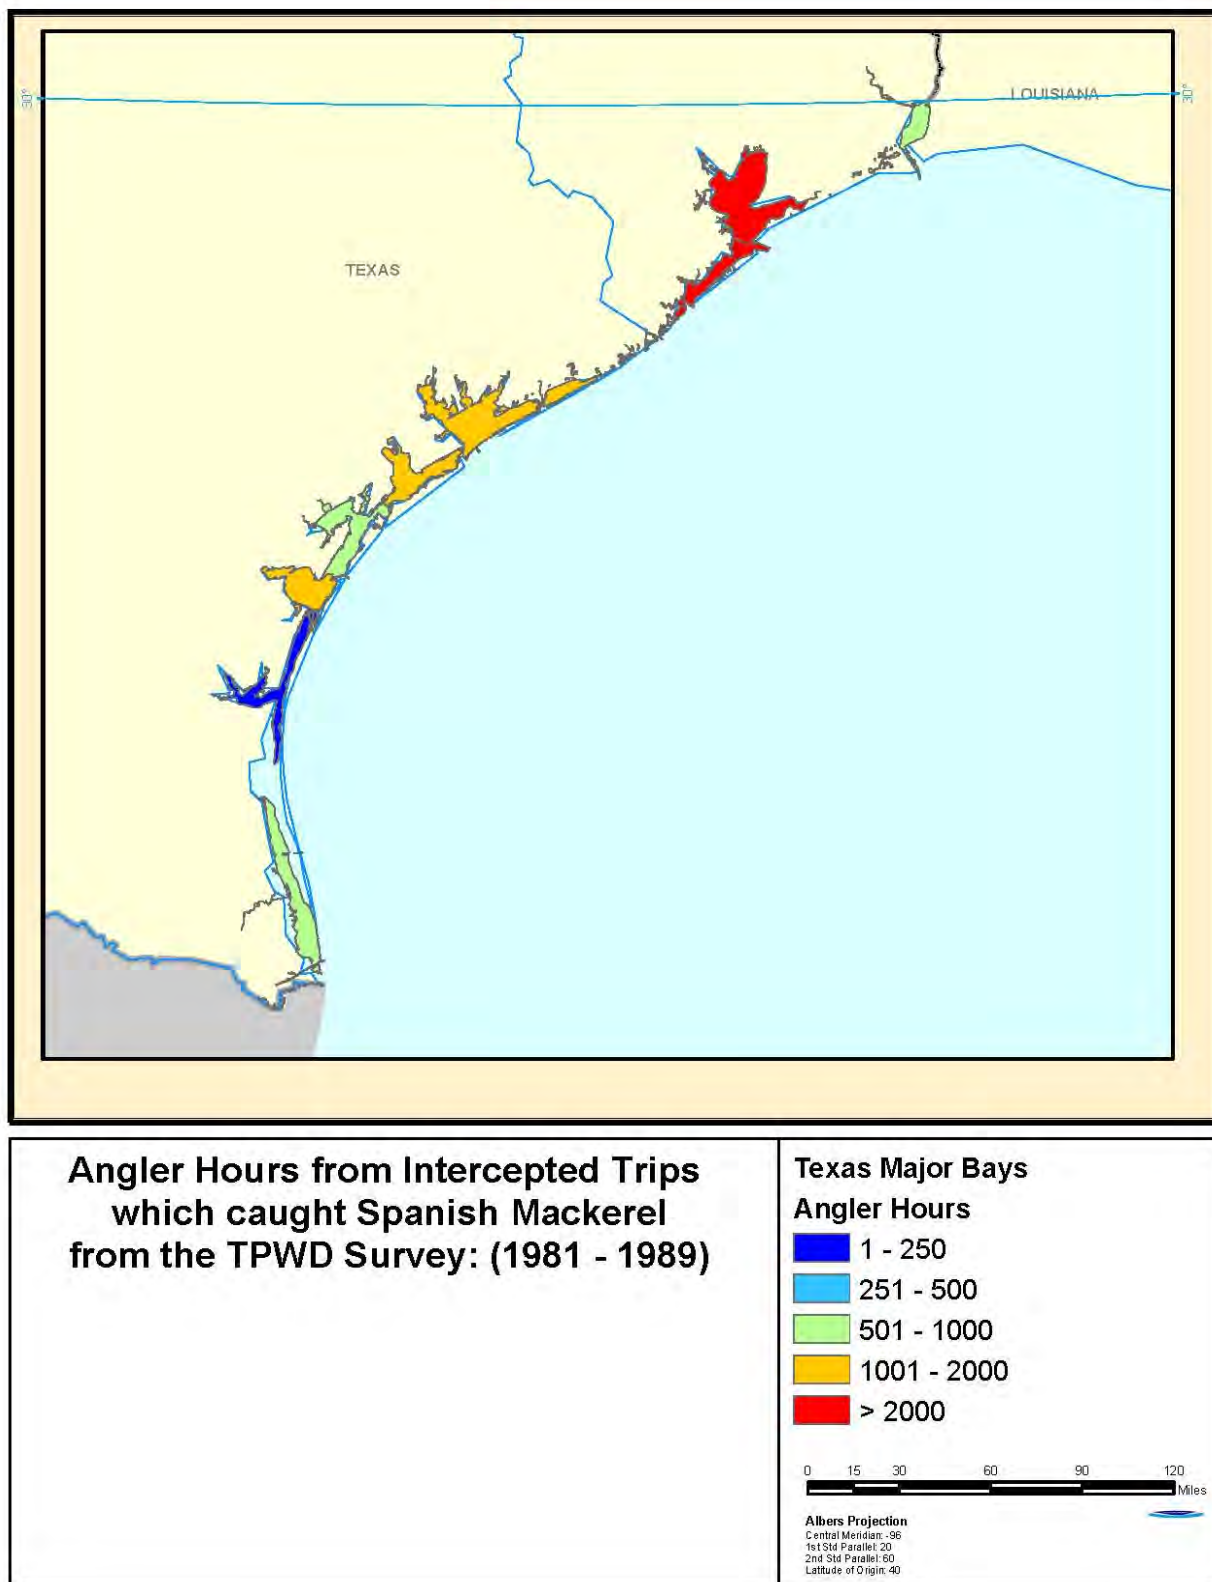 30°
LOUISIANA
30°
TEXAS
Angler Hours from Intercepted Trips
which caught Spanish Mackerel
from the TPWD Survey: (1981 - 1989)
Texas Major Bays
Angler Hours
1 - 250
251 - 500
501 - 1000
1001 - 2000
> 2000
0 15 30 60 90 120
Miles
Albers Projection
Central Meridian: -96
1st Std Parallel: 20
2nd Std Parallel: 60
Latitude of Origin: 40